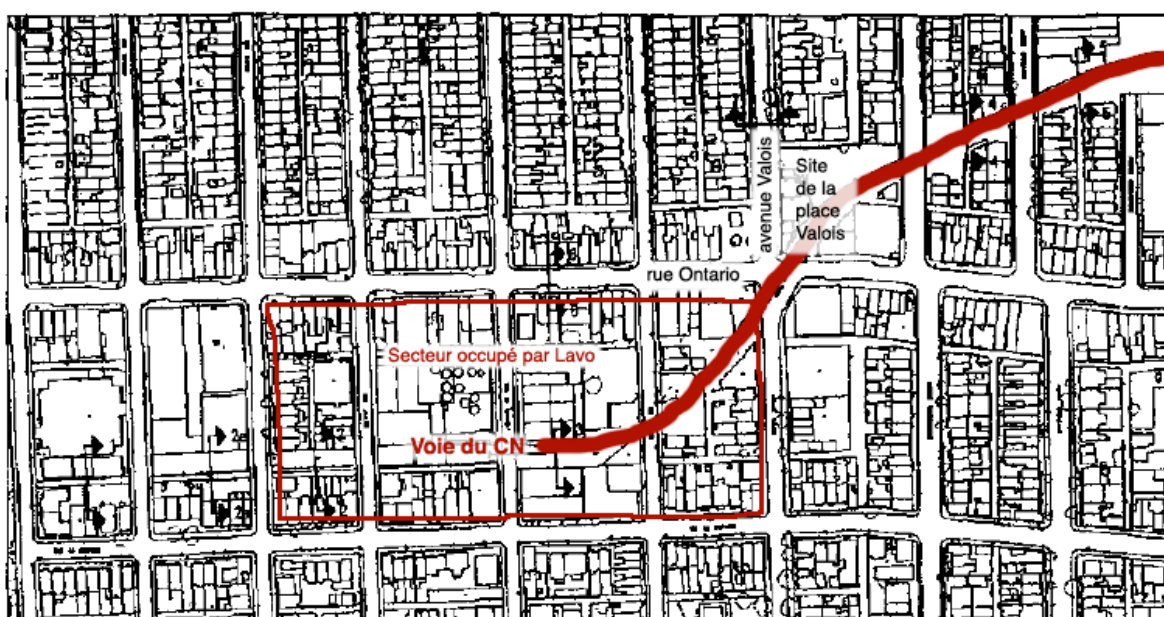 avenue Valois
Site
de la
place
Valois
rue Ontario
Secteur occupé par Lavo
Voie du CN